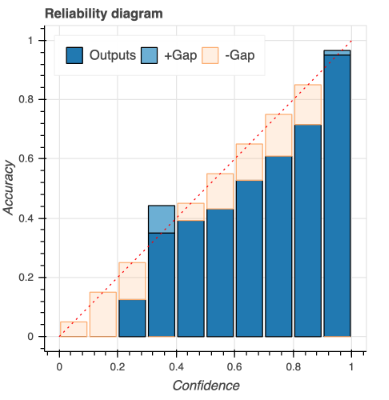 Reliability diagram
Outputs +Gap -Gap
1
0.8
0.6
0.4
0.2
0
Accuracy
0 0.2 0.4 0.6 0.8 1
Confidence